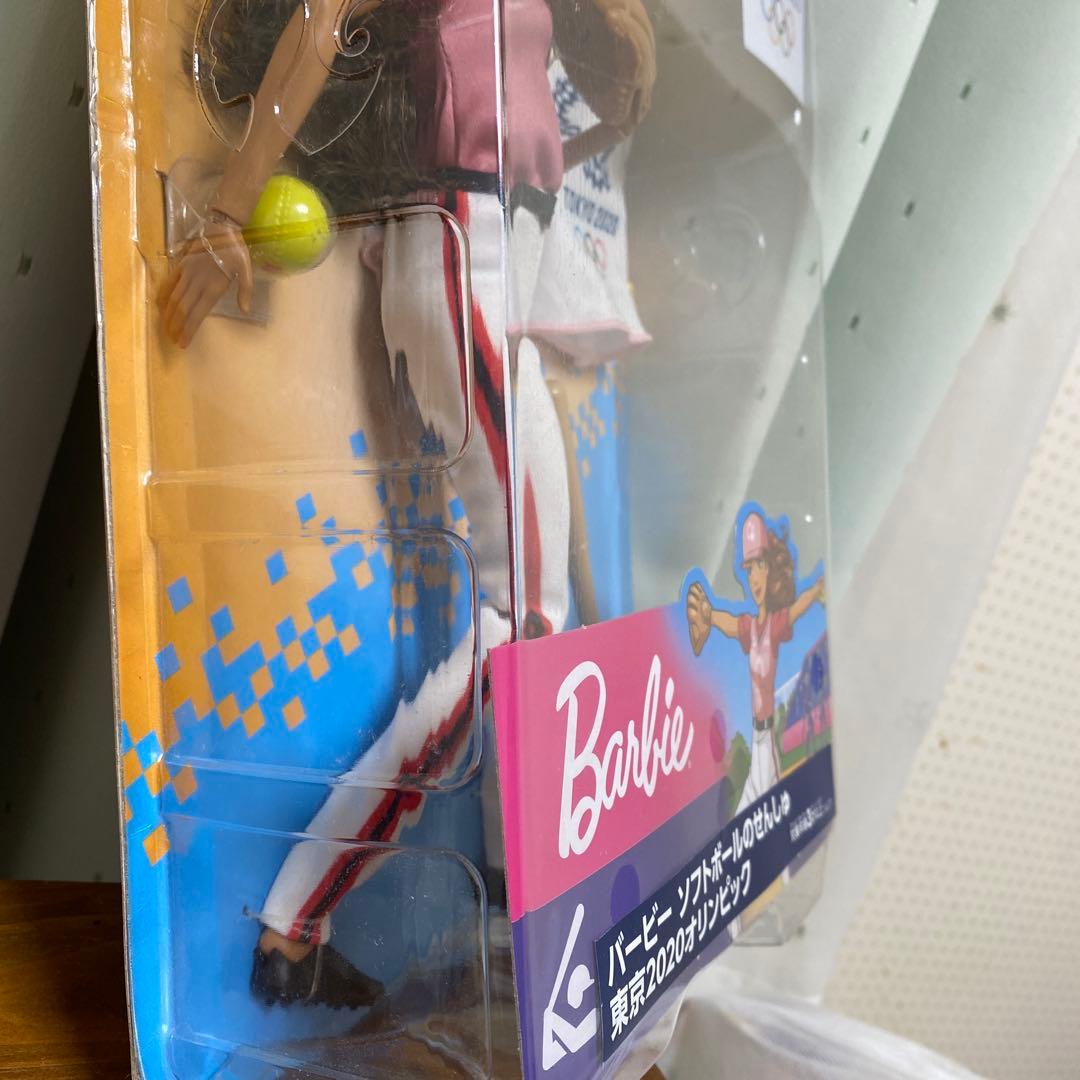 TOKYO 2020
Barbie
バービー ソフトボールのせんしゅ
東京2020オリンピック